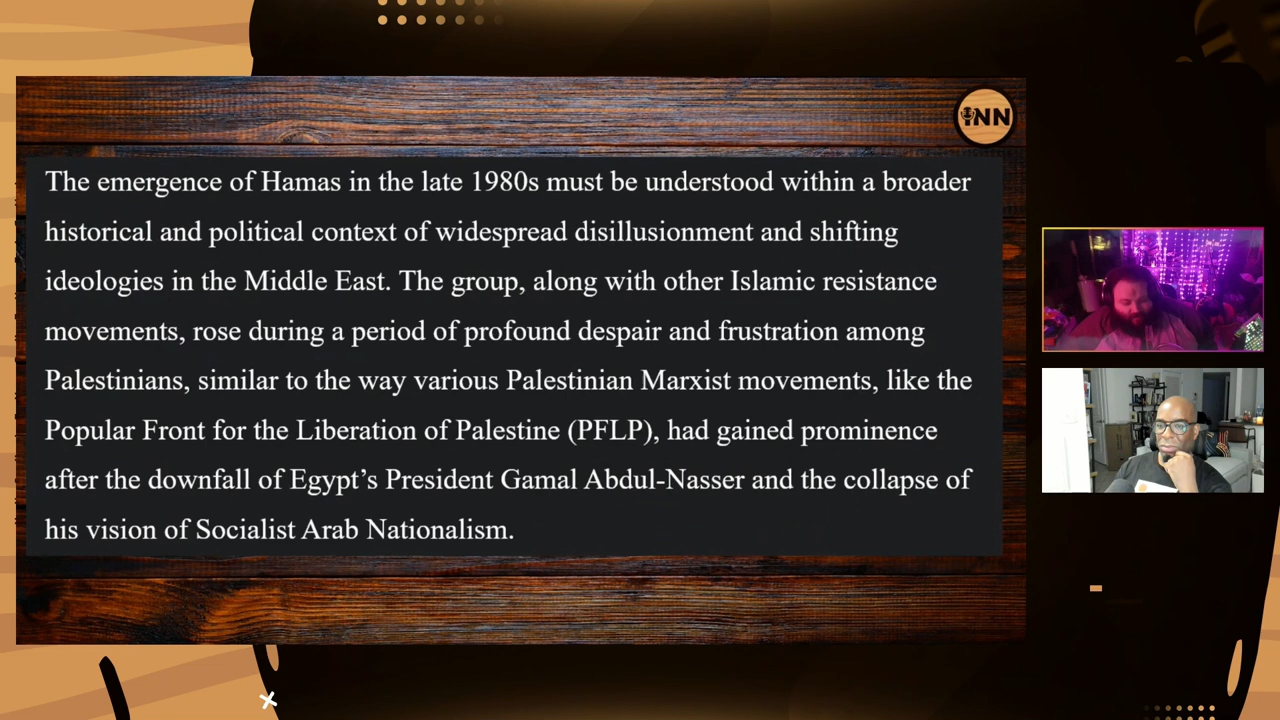 iNN
The emergence of Hamas in the late 1980s must be understood within a broader
historical and political context of widespread disillusionment and shifting
ideologies in the Middle East. The group, along with other Islamic resistance
movements, rose during a period of profound despair and frustration among
Palestinians, similar to the way various Palestinian Marxist movements, like the
Popular Front for the Liberation of Palestine (PFLP), had gained prominence
after the downfall of Egypt’s President Gamal Abdul-Nasser and the collapse of
his vision of Socialist Arab Nationalism.